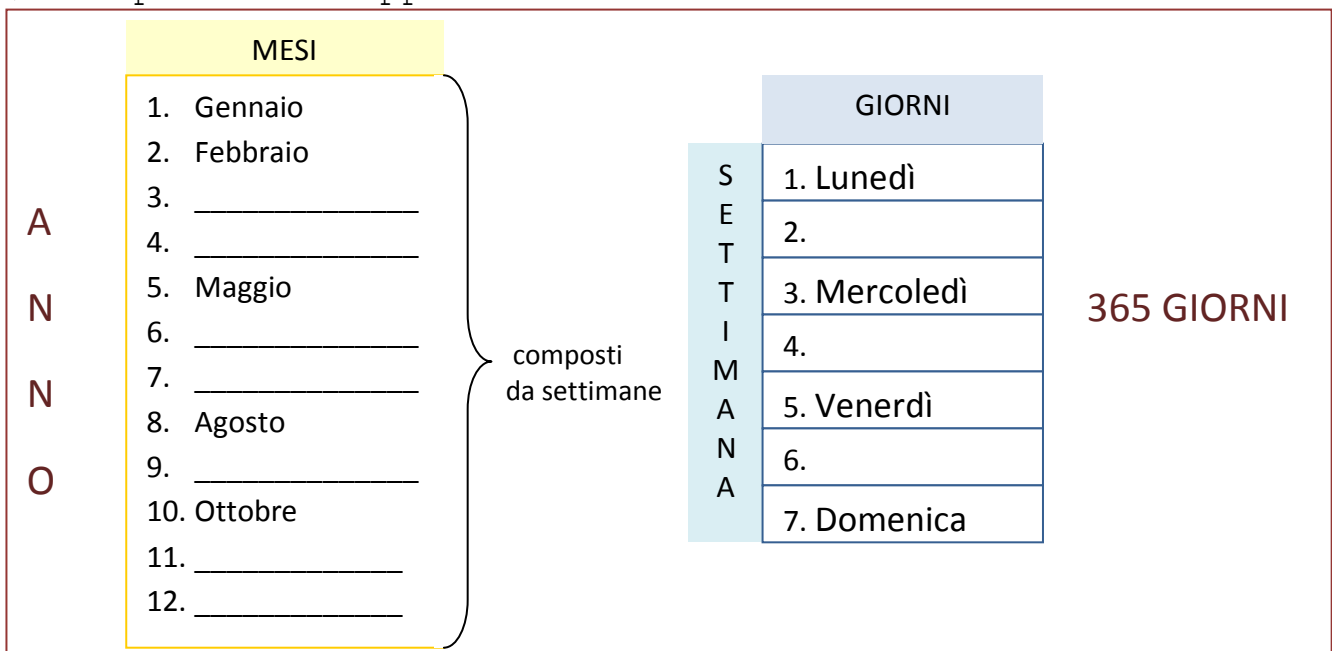 MESI
1. Gennaio
2. Febbraio
3. ______________
4. ______________
5. Maggio
6. ______________
7. ______________
8. Agosto
9. ______________
10. Ottobre
11. _____________
12. _____________
A
N
N
O
composti
da settimane
GIORNI
S
E
T
T
I
M
A
N
A
1. Lunedì
2.
3. Mercoledì
4.
5. Venerdì
6.
7. Domenica
365 GIORNI